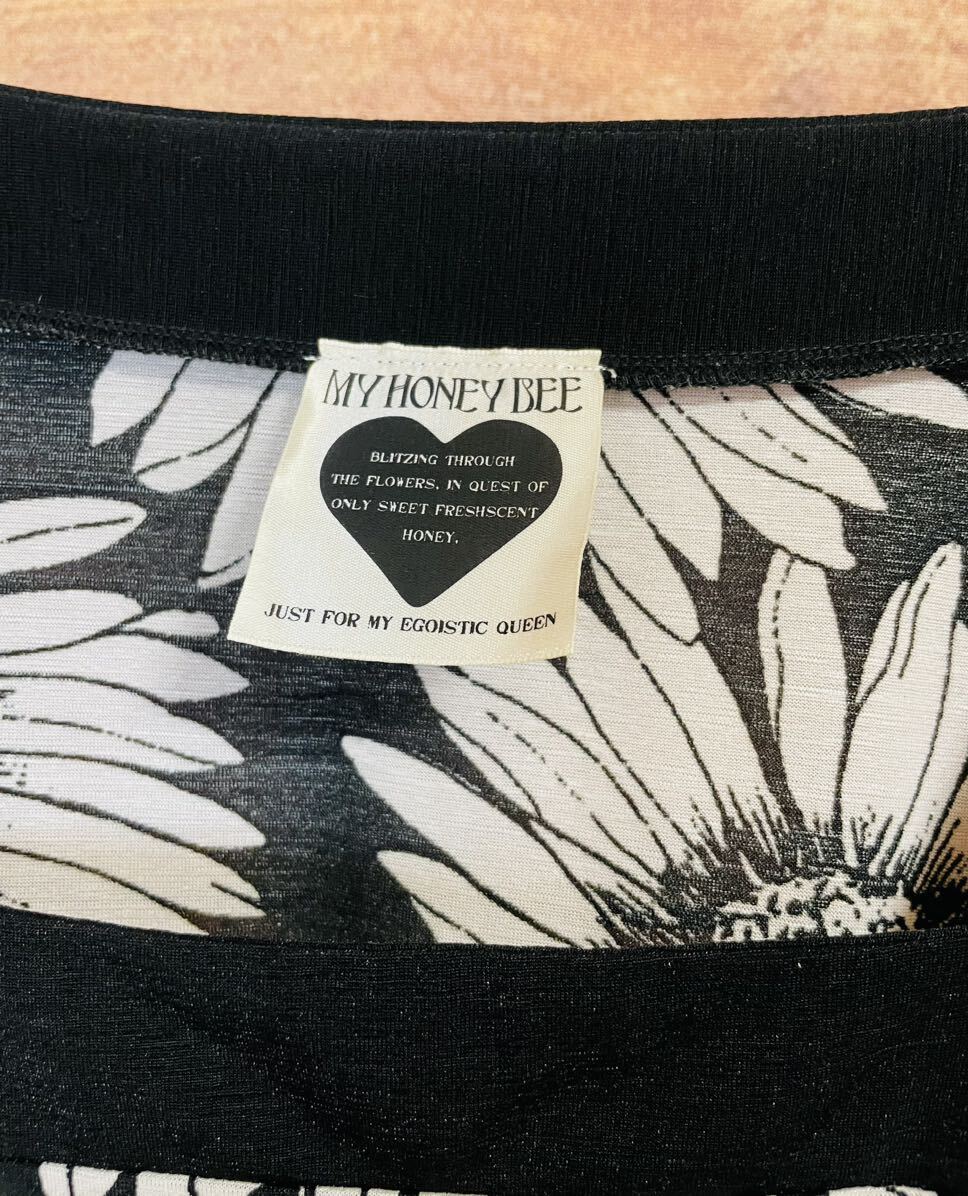 MY HONEY BEE
BLITZING THROUGH
THE FLOWERS, IN QUEST OF
ONLY SWEET FRESHSCENT
HONEY,
JUST FOR MY EGOISTIC QUEEN